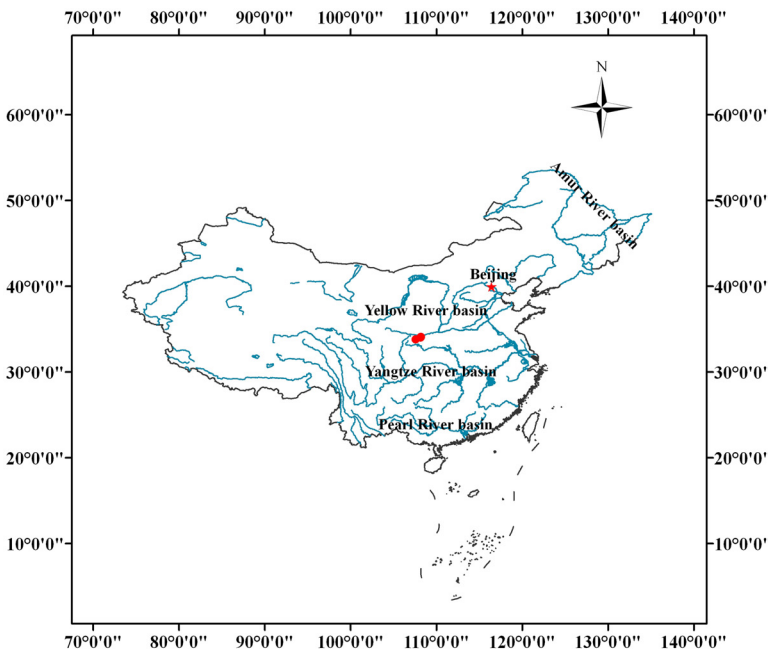 70°0'0" 80°0'0" 90°0'0" 100°0'0" 110°0'0" 120°0'0" 130°0'0" 140°0'0"
N
60°0'0" 60°0'0"
Amur River basin
50°0'0" 50°0'0"
Beijing
40°0'0" 40°0'0"
Yellow River basin
30°0'0" Yangtze River basin 30°0'0"
Pearl River basin
20°0'0" 20°0'0"
10°0'0" 10°0'0"
70°0'0" 80°0'0" 90°0'0" 100°0'0" 110°0'0" 120°0'0" 130°0'0" 140°0'0"